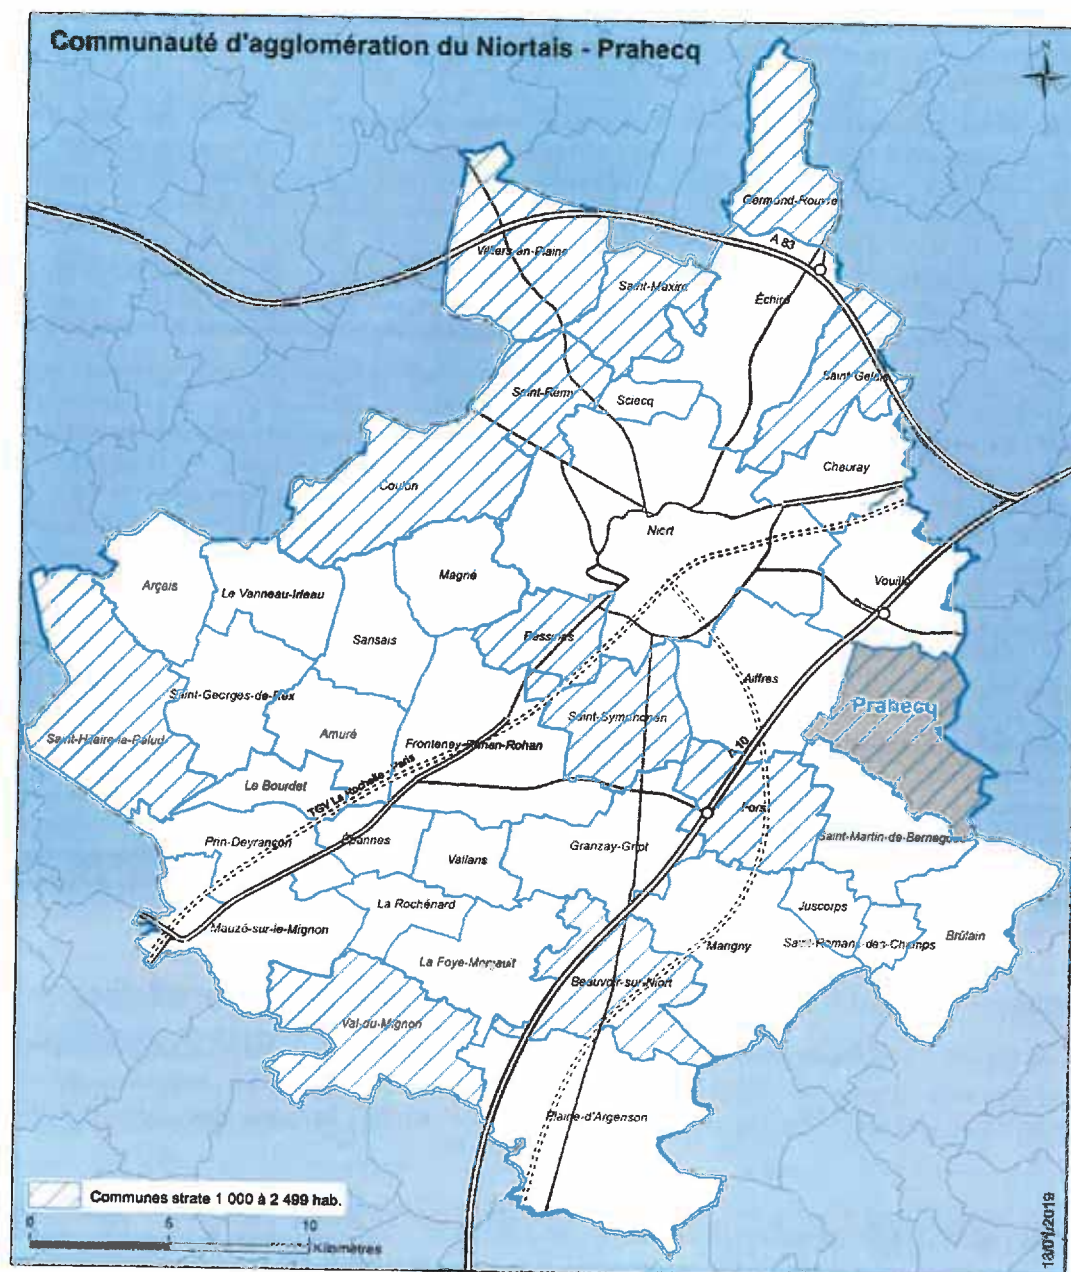 Communauté d'agglomération du Niortais - Prahecq
N
Germond-Rouvre
A 83
Villiers-en-Plaine
Saint-Maxire
Échiré
Saint-Gelais
Saint-Rémy
Sciecq
Chauray
Coulon
Niort
Magné
Vouillé
Arçais
Le Vanneau-Irleau
Sansais
Bessines
Aiffres
Saint-Georges-de-Rex
Prahecq
Saint-Symphorien
Amuré
Saint-Hilaire-la-Palud
Frontenay-Rohan-Rohan
A 10
TGV La Rochelle - Paris
Le Bourdet
Fors
Prin-Deyrançon
Épannes
Vallans
Granzay-Gript
Saint-Martin-de-Bernegoue
La Rochénard
Juscorps
Mauzé-sur-le-Mignon
Marigny
Saint-Romans-des-Champs
Brûlain
La Foye-Monjault
Beauvoir-sur-Niort
Val-du-Mignon
Plaine-d'Argenson
Communes strate 1 000 à 2 499 hab.
0 5 10
Kilomètres